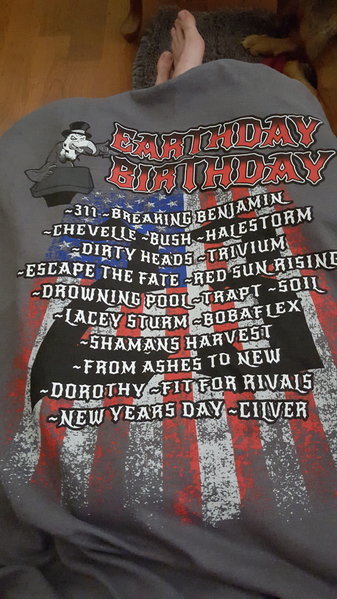 EARTHDAY
BIRTHDAY
~311 ~BREAKING BENJAMIN
~CHEVELLE ~BUSH ~HALESTORM
~DIRTY HEADS ~TRIVIUM
~ESCAPE THE FATE ~RED SUN RISING
~DROWNING POOL ~TRAPT ~SOIL
~LACEY STURM ~BOBAFLEX
~SHAMANS HARVEST
~FROM ASHES TO NEW
~DOROTHY ~FIT FOR RIVALS
~NEW YEARS DAY ~CILVER